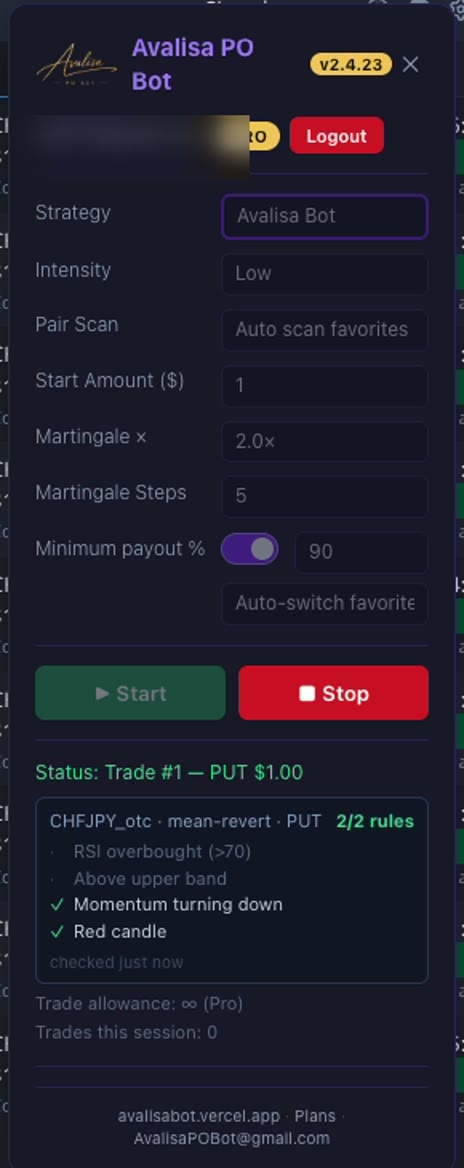 Avalisa
PO BOT
Avalisa PO
Bot
v2.4.23
RO
Logout
Strategy
Avalisa Bot
Intensity
Low
Pair Scan
Auto scan favorites
Start Amount ($)
1
Martingale ×
2.0×
Martingale Steps
5
Minimum payout %
90
Auto-switch favorite
▶ Start
■ Stop
Status: Trade #1 — PUT $1.00
CHFJPY_otc · mean-revert · PUT 2/2 rules
· RSI overbought (>70)
· Above upper band
✓ Momentum turning down
✓ Red candle
checked just now
Trade allowance: ∞ (Pro)
Trades this session: 0
avalisabot.vercel.app · Plans ·
AvalisaPOBot@gmail.com